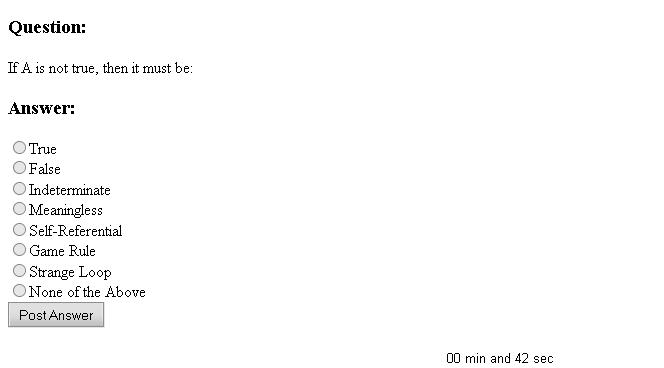 Question:
If A is not true, then it must be:
Answer:
True
False
Indeterminate
Meaningless
Self-Referential
Game Rule
Strange Loop
None of the Above
Post Answer
00 min and 42 sec